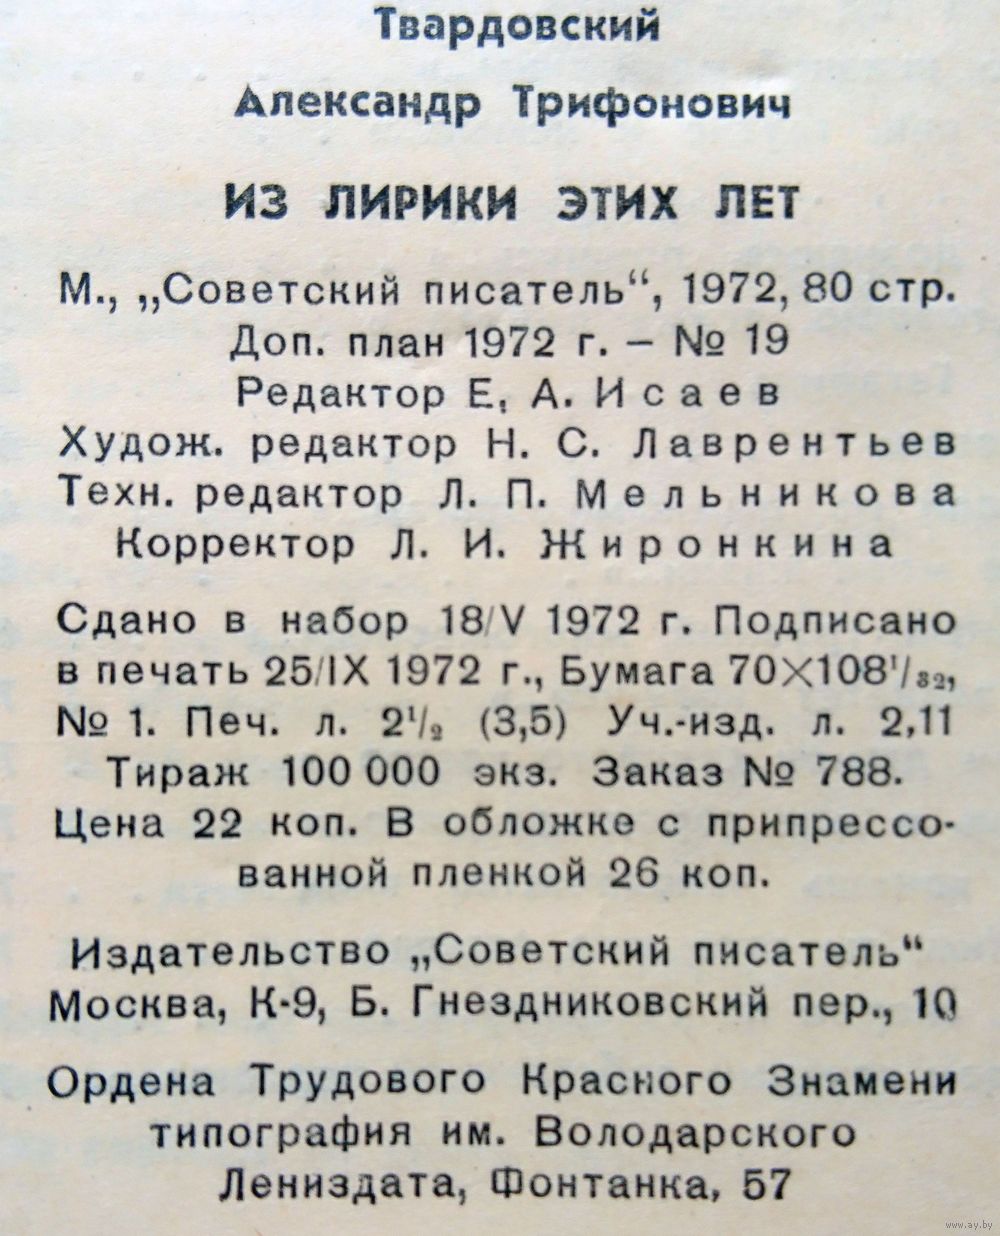 Твардовский
Александр Трифонович
ИЗ ЛИРИКИ ЭТИХ ЛЕТ
М., „Советский писатель“, 1972, 80 стр.
Доп. план 1972 г. – № 19
Редактор Е. А. Исаев
Худож. редактор Н. С. Лаврентьев
Техн. редактор Л. П. Мельникова
Корректор Л. И. Жиронкина
Сдано в набор 18/V 1972 г. Подписано
в печать 25/IX 1972 г., Бумага 70×108¹/₃₂,
№ 1. Печ. л. 2¹/₂ (3,5) Уч.-изд. л. 2,11
Тираж 100 000 экз. Заказ № 788.
Цена 22 коп. В обложке с припрессо-
ванной пленкой 26 коп.
Издательство „Советский писатель“
Москва, К-9, Б. Гнездниковский пер., 10
Ордена Трудового Красного Знамени
типография им. Володарского
Лениздата, Фонтанка, 57
www.ay.by